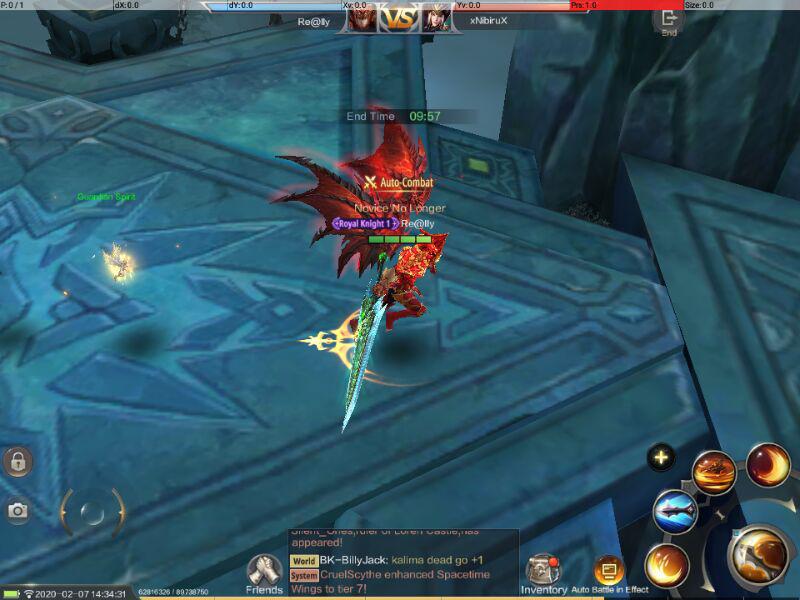 P: 0 / 1 dX: 0.0 dY: 0.0 Xv: 0.0 Yv: 0.0 Prs: 1.0 Size: 0.0
Re@lly VS xNibiruX
End
End Time 09:57
Auto-Combat
Guardian Spirit
Novice No Longer
Royal Knight 1 Re@lly
Silent_Ones,ruler of Loren Castle,has
appeared!
World BK-BillyJack: kalima dead go +1
System CruelScythe enhanced Spacetime
Wings to tier 7!
Friends
Inventory
Auto Battle in Effect
2020-02-07 14:34:31
62816326 / 89738750